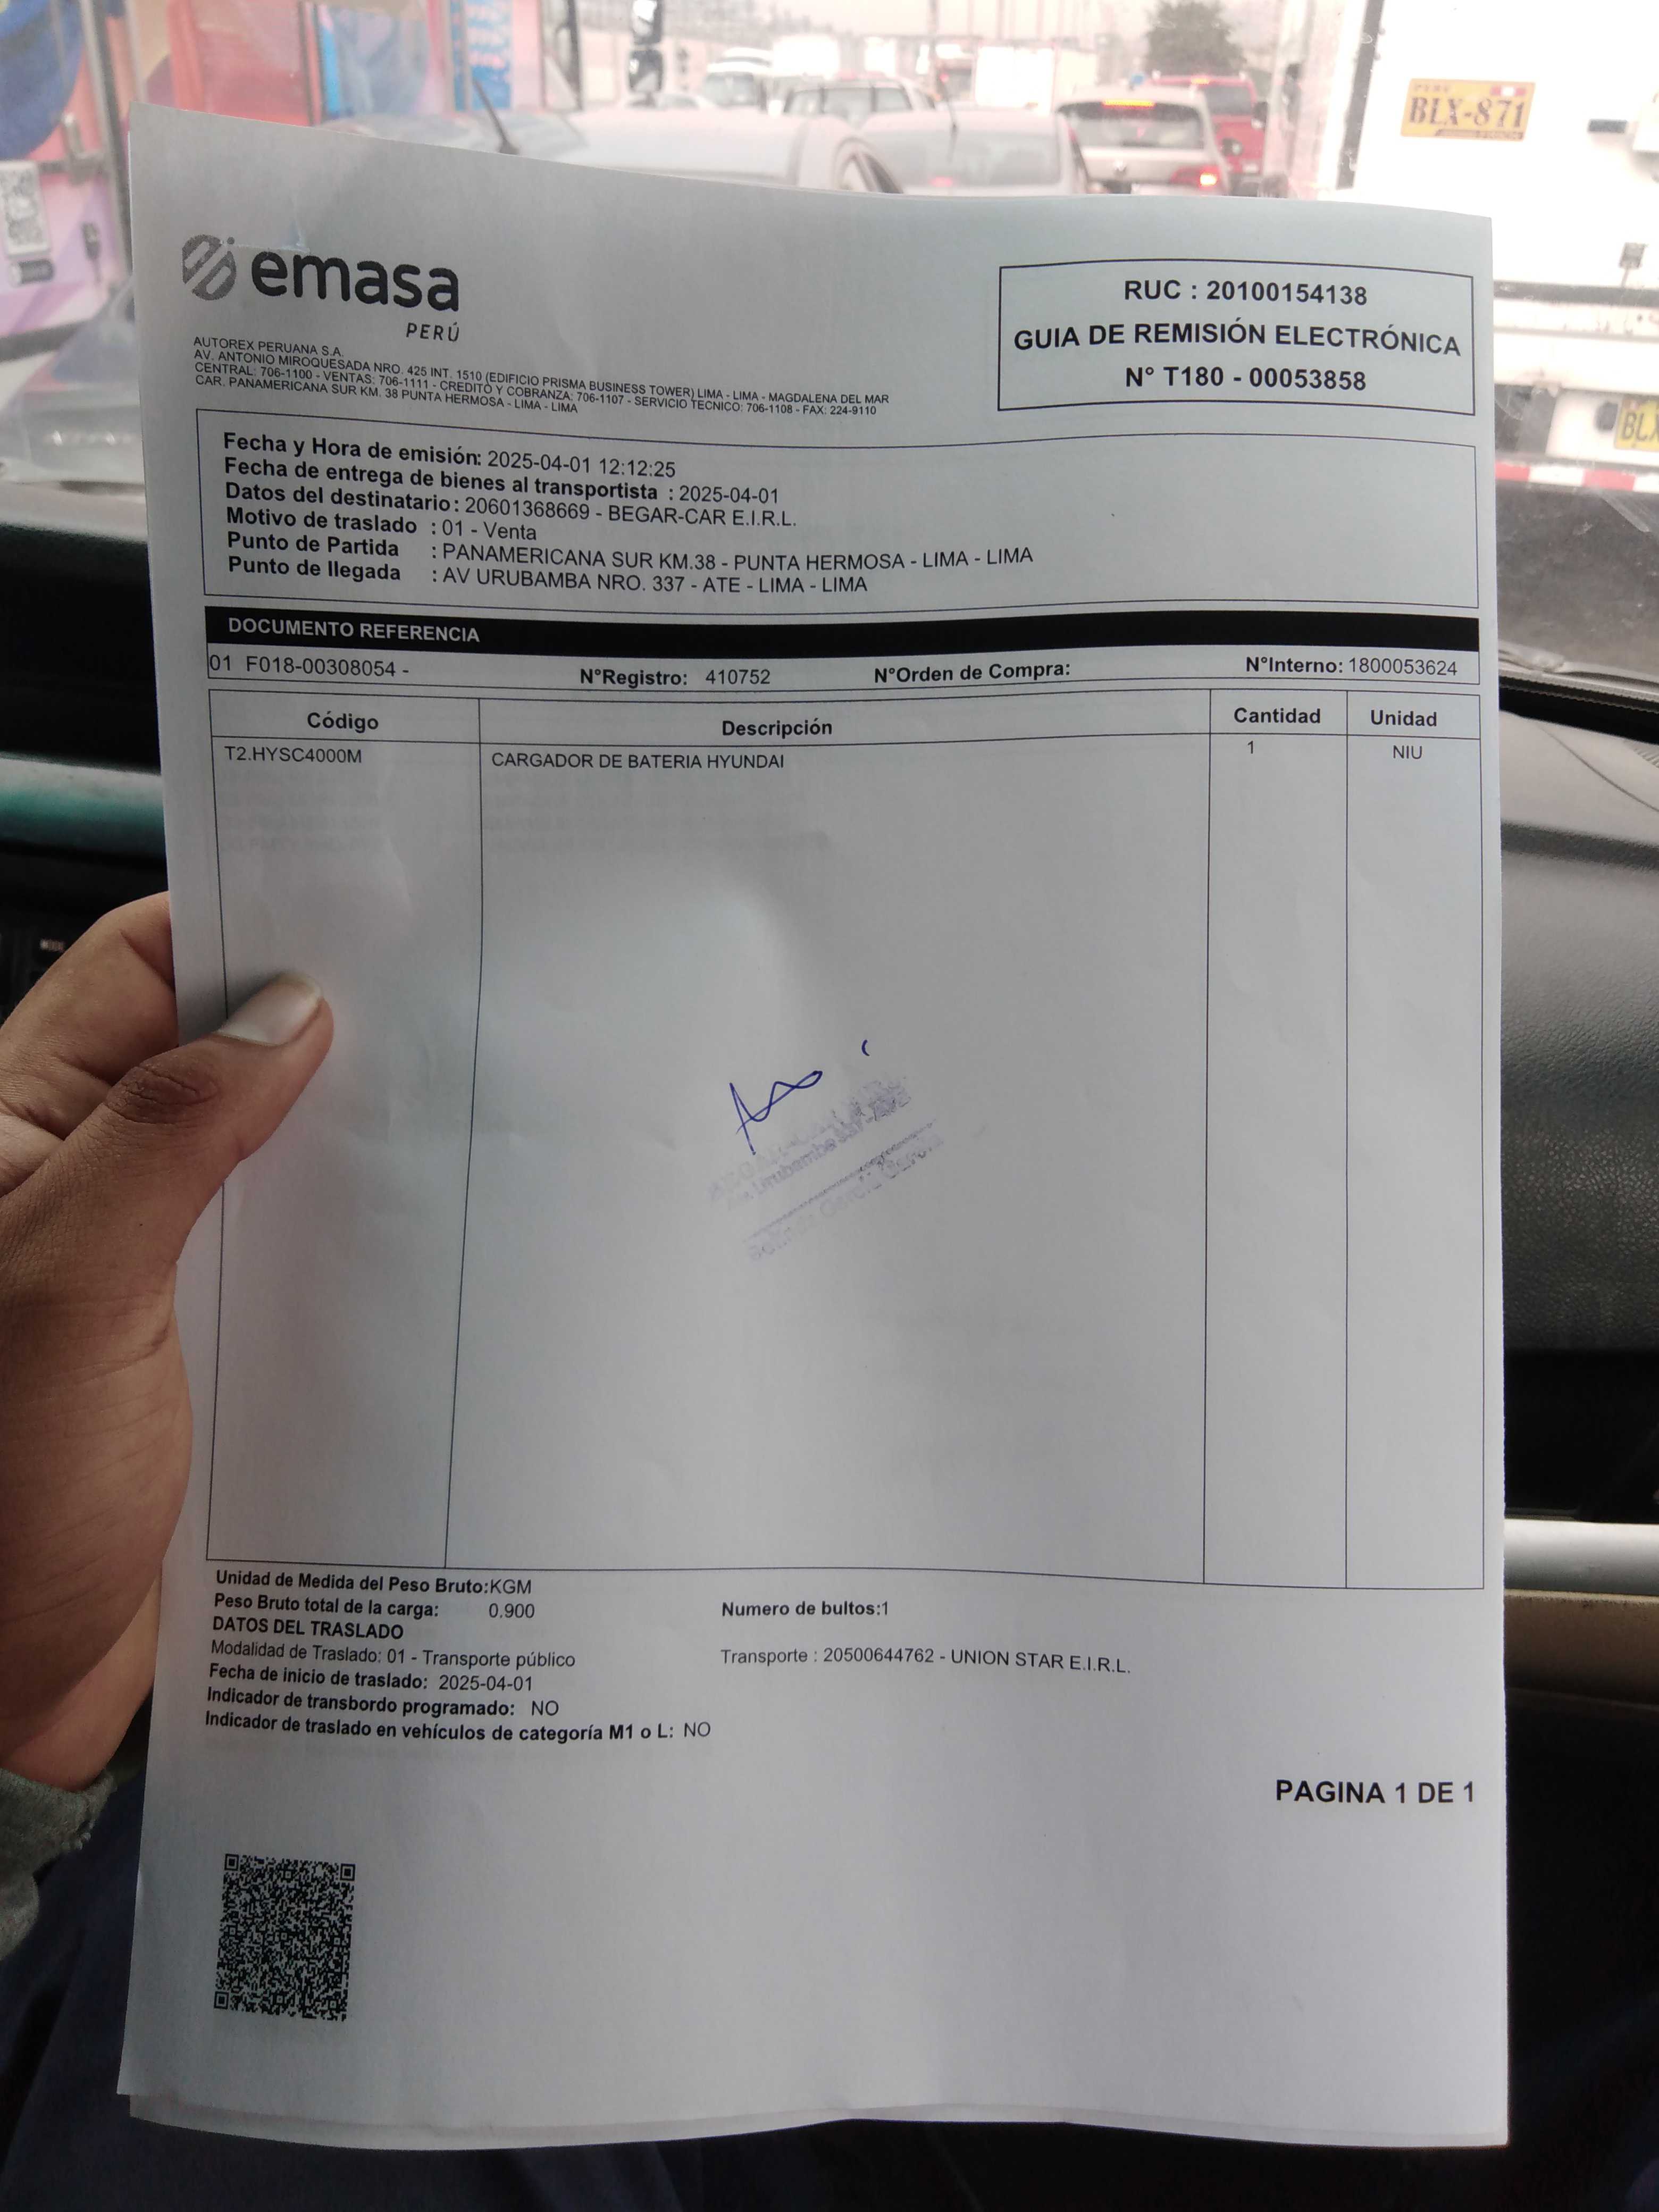 BLX-871
emasa
PERÚ
RUC : 20100154138
GUIA DE REMISIÓN ELECTRÓNICA
N° T180 - 00053858
AUTOREX PERUANA S.A.
AV. ANTONIO MIROQUESADA NRO. 425 INT. 1510 (EDIFICIO PRISMA BUSINESS TOWER) LIMA - LIMA - MAGDALENA DEL MAR
CENTRAL: 706-1100 - VENTAS: 706-1111 - CREDITO Y COBRANZA: 706-1107 - SERVICIO TECNICO: 706-1108 - FAX: 224-9110
CAR. PANAMERICANA SUR KM. 38 PUNTA HERMOSA - LIMA - LIMA
Fecha y Hora de emisión: 2025-04-01 12:12:25
Fecha de entrega de bienes al transportista : 2025-04-01
Datos del destinatario : 20601368669 - BEGAR-CAR E.I.R.L.
Motivo de traslado : 01 - Venta
Punto de Partida : PANAMERICANA SUR KM.38 - PUNTA HERMOSA - LIMA - LIMA
Punto de llegada : AV URUBAMBA NRO. 337 - ATE - LIMA - LIMA
DOCUMENTO REFERENCIA
01 F018-00308054 - N°Registro: 410752 N°Orden de Compra: N°Interno: 1800053624
Código Descripción Cantidad Unidad
T2.HYSC4000M CARGADOR DE BATERIA HYUNDAI 1 NIU
Urubamba 337
Unidad de Medida del Peso Bruto:KGM
Peso Bruto total de la carga: 0.900 Numero de bultos:1
DATOS DEL TRASLADO
Modalidad de Traslado: 01 - Transporte público Transporte : 20500644762 - UNION STAR E.I.R.L.
Fecha de inicio de traslado: 2025-04-01
Indicador de transbordo programado: NO
Indicador de traslado en vehículos de categoría M1 o L: NO
PAGINA 1 DE 1